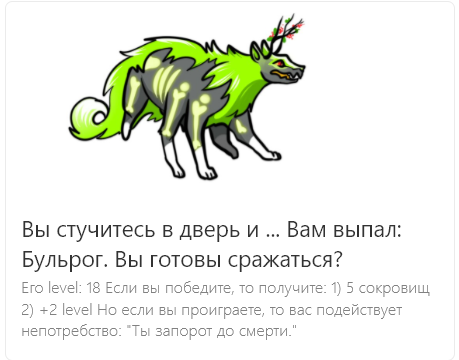 Вы стучитесь в дверь и ... Вам выпал:
Бульрог. Вы готовы сражаться?
Его level: 18 Если вы победите, то получите: 1) 5 сокровищ
2) +2 level Но если вы проиграете, то вас подействует
непотребство: "Ты запорот до смерти."